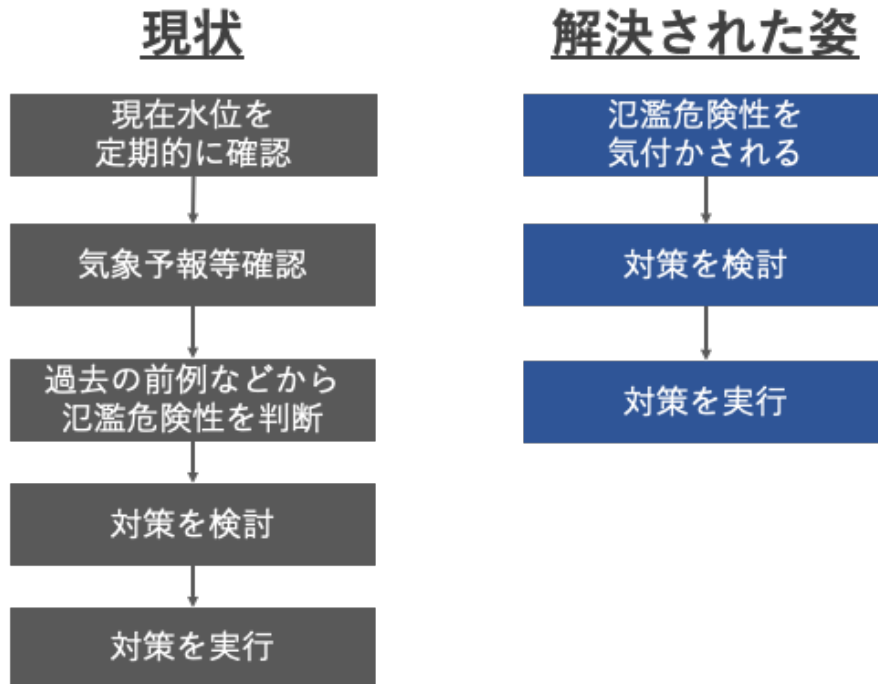 現状
現在水位を
定期的に確認
気象予報等確認
過去の前例などから
氾濫危険性を判断
対策を検討
対策を実行
解決された姿
氾濫危険性を
気付かされる
対策を検討
対策を実行